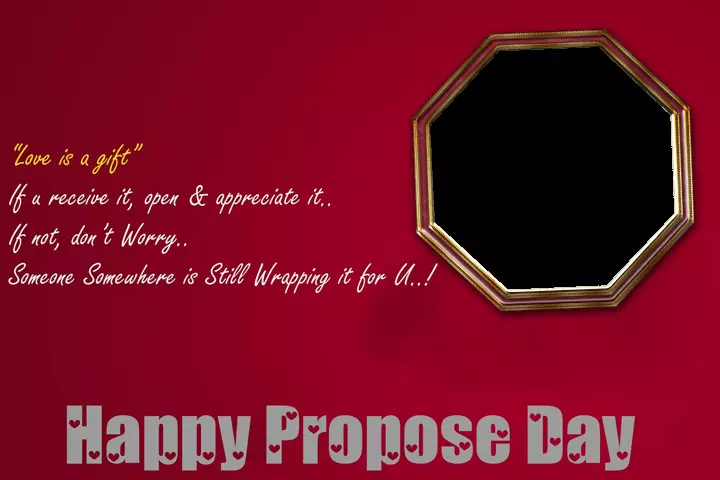 "Love is a gift"
If u receive it, open & appreciate it..
If not, don't Worry..
Someone Somewhere is Still Wrapping it for U..!
Happy Propose Day